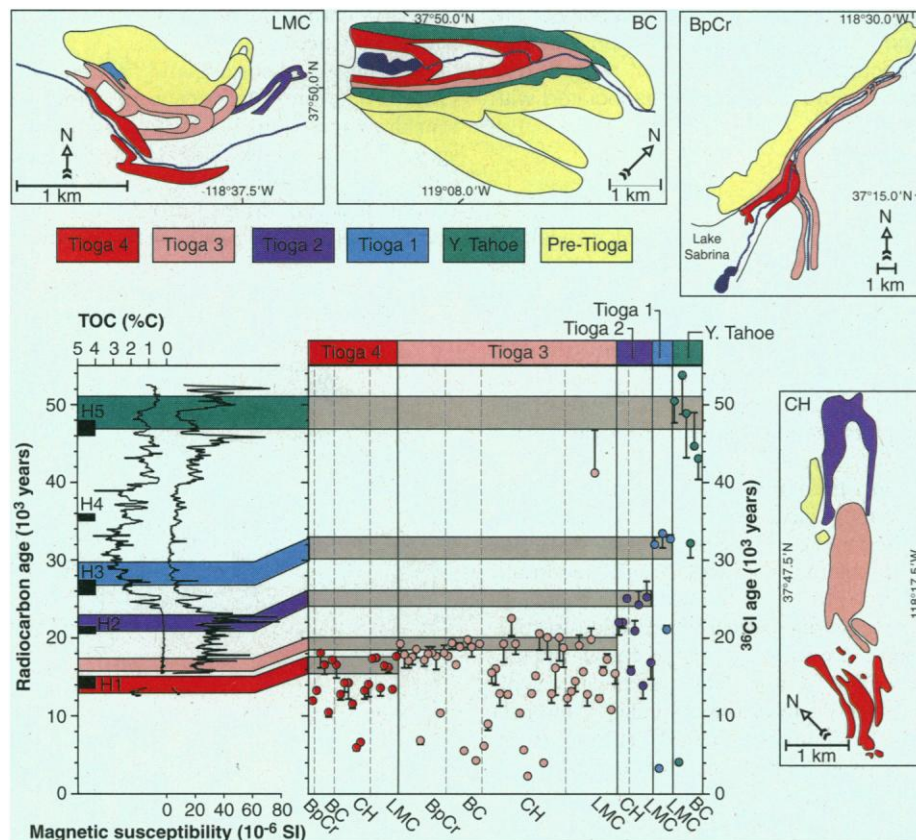 LMC
37°50.0'N
118°37.5'W
N
1 km
37°50.0'N
BC
119°08.0'W
N
1 km
BpCr
118°30.0'W
37°15.0'N
Lake
Sabrina
N
1 km
Tioga 4
Tioga 3
Tioga 2
Tioga 1
Y. Tahoe
Pre-Tioga
TOC (%C)
5 4 3 2 1 0
Tioga 1
Tioga 2
Y. Tahoe
Tioga 4
Tioga 3
Radiocarbon age (10³ years)
50
40
30
20
10
0
H5
H4
H3
H2
H1
³⁶Cl age (10³ years)
50
40
30
20
10
0
0 40 80
Magnetic susceptibility (10⁻⁶ SI)
BpCr
BC
CH
LMC
BpCr
BC
CH
LMC
CH
LMC
LMC
BC
CH
37°47.5'N
118°17.5'W
N
1 km